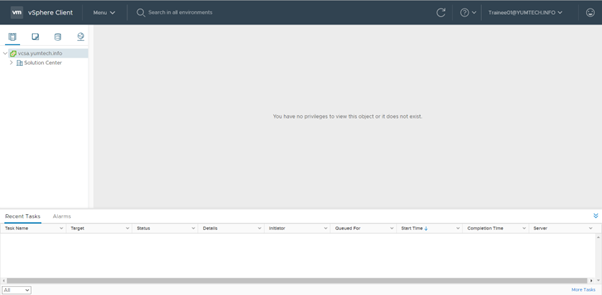 vm vSphere Client Menu Search in all environments Trainee01@YUMTECH.INFO
vcsa.yumtech.info
Solution Center
You have no privileges to view this object or it does not exist.
Recent Tasks Alarms
Task Name Target Status Details Initiator Queued For Start Time Completion Time Server
All More Tasks